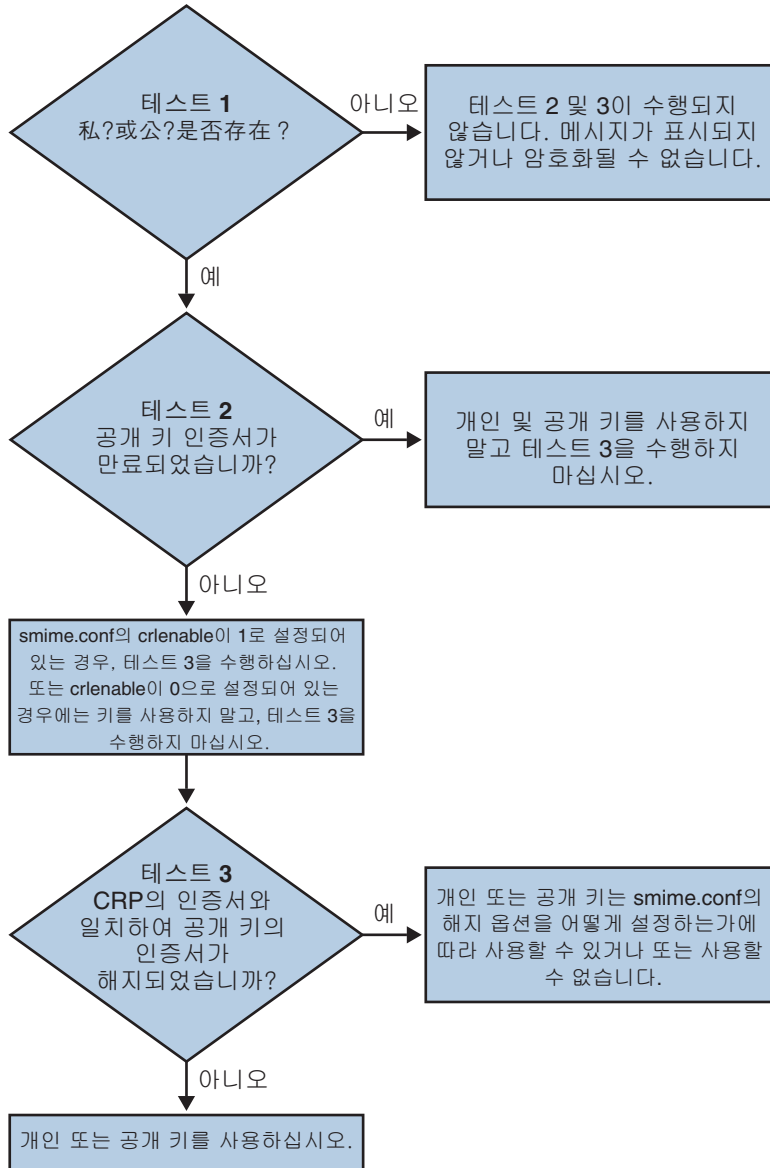 테스트 1
私?或公?是否存在 ?
아니오
테스트 2 및 3이 수행되지
않습니다. 메시지가 표시되지
않거나 암호화될 수 없습니다.
예
테스트 2
공개 키 인증서가
만료되었습니까?
예
개인 및 공개 키를 사용하지
말고 테스트 3을 수행하지
마십시오.
아니오
smime.conf의 crlenable이 1로 설정되어
있는 경우, 테스트 3을 수행하십시오.
또는 crlenable이 0으로 설정되어 있는
경우에는 키를 사용하지 말고, 테스트 3을
수행하지 마십시오.
테스트 3
CRP의 인증서와
일치하여 공개 키의
인증서가
해지되었습니까?
예
개인 또는 공개 키는 smime.conf의
해지 옵션을 어떻게 설정하는가에
따라 사용할 수 있거나 또는 사용할
수 없습니다.
아니오
개인 또는 공개 키를 사용하십시오.